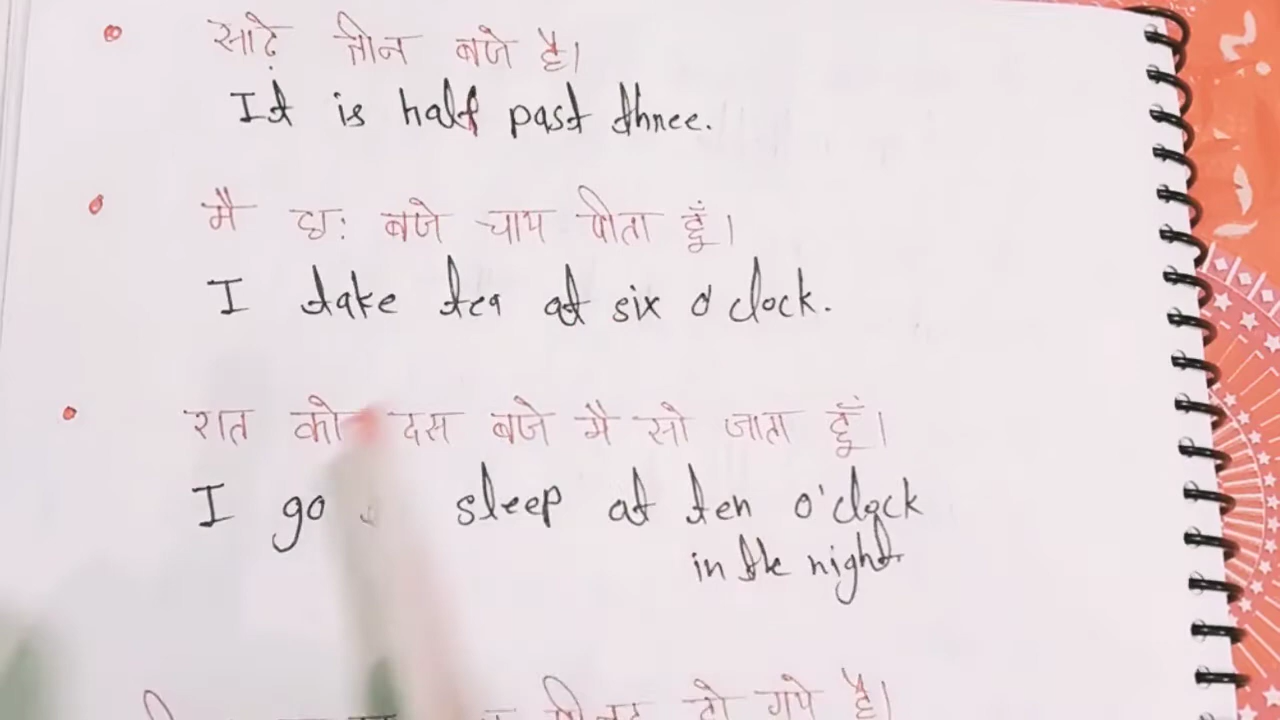 साढ़े तीन बजे है।
It is half past three.
मै छः बजे चाय पीता हूँ।
I take tea at six o'clock.
रात को दस बजे मै सो जाता हूँ।
I go sleep at ten o'clock
in the night.
हो गये है।